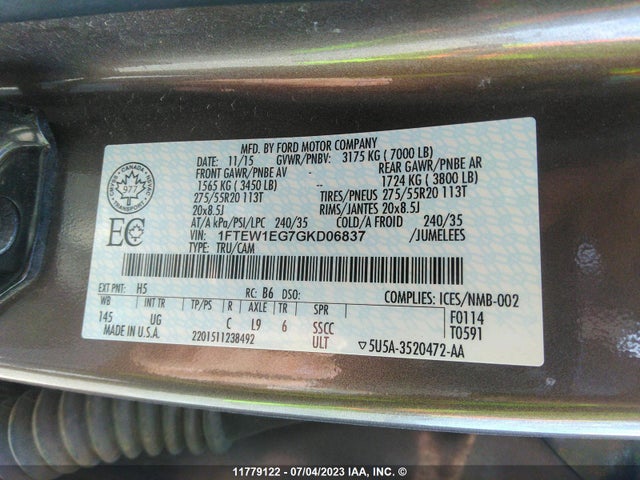 MFD. BY FORD MOTOR COMPANY
DATE: 11/15 GVWR/PNBV: 3175 KG ( 7000 LB)
FRONT GAWR/PNBE AV REAR GAWR/PNBE AR
1565 KG ( 3450 LB) -- 1724 KG ( 3800 LB)
275/55R20 113T TIRES/PNEUS 275/55R20 113T
20x8.5J RIMS/JANTES 20x8.5J
AT/A kPa/PSI/LPC 240/35 COLD/A FROID 240/35
VIN: 1FTEW1EG7GKD06837 /JUMELEES
TYPE: TRU/CAM
CANADA
TRANSPORT
977
EC
EXT PNT: H5 RC: B6 DSO:
WB INT TR TP/PS R AXLE TR SPR COMPLIES: ICES/NMB-002
145 UG C L9 6 SSCC F0114
MADE IN U.S.A. 2201511238492 ULT ▽5U5A-3520472-AA T0591
11779122 - 07/04/2023 IAA, INC. ©